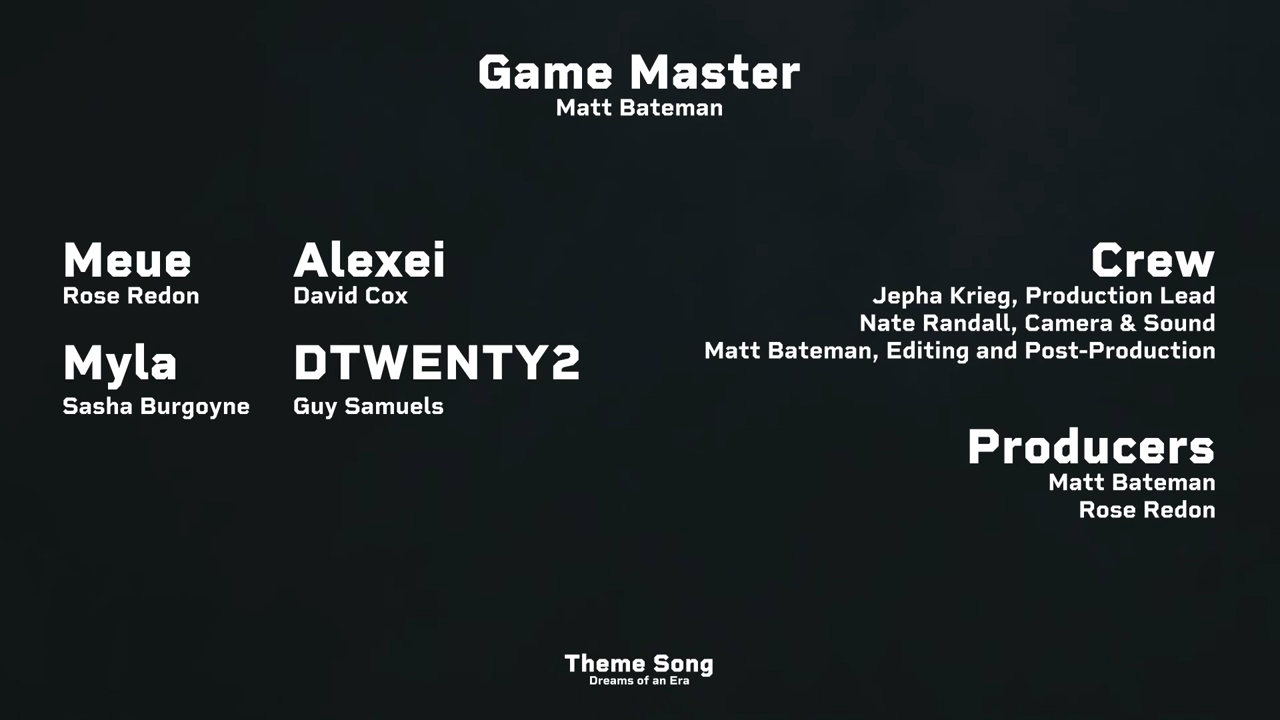 Game Master
Matt Bateman
Meue
Rose Redon
Alexei
David Cox
Myla
Sasha Burgoyne
DTWENTY2
Guy Samuels
Crew
Jepha Krieg, Production Lead
Nate Randall, Camera & Sound
Matt Bateman, Editing and Post-Production
Producers
Matt Bateman
Rose Redon
Theme Song
Dreams of an Era